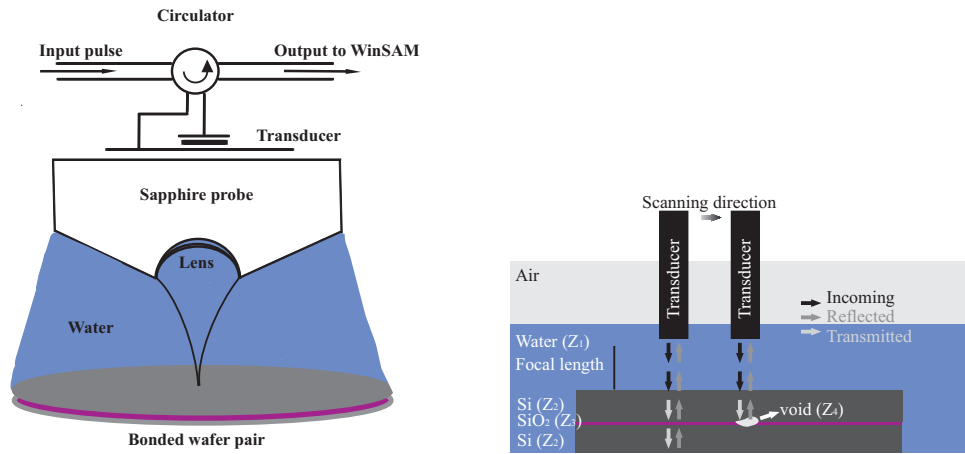 Circulator
Input pulse
Output to WinSAM
Transducer
Sapphire probe
Lens
Water
Bonded wafer pair
Scanning direction
Transducer
Transducer
Air
Incoming
Reflected
Transmitted
Water (Z₁)
Focal length
Si (Z₂)
SiO₂ (Z₃)
Si (Z₂)
void (Z₄)